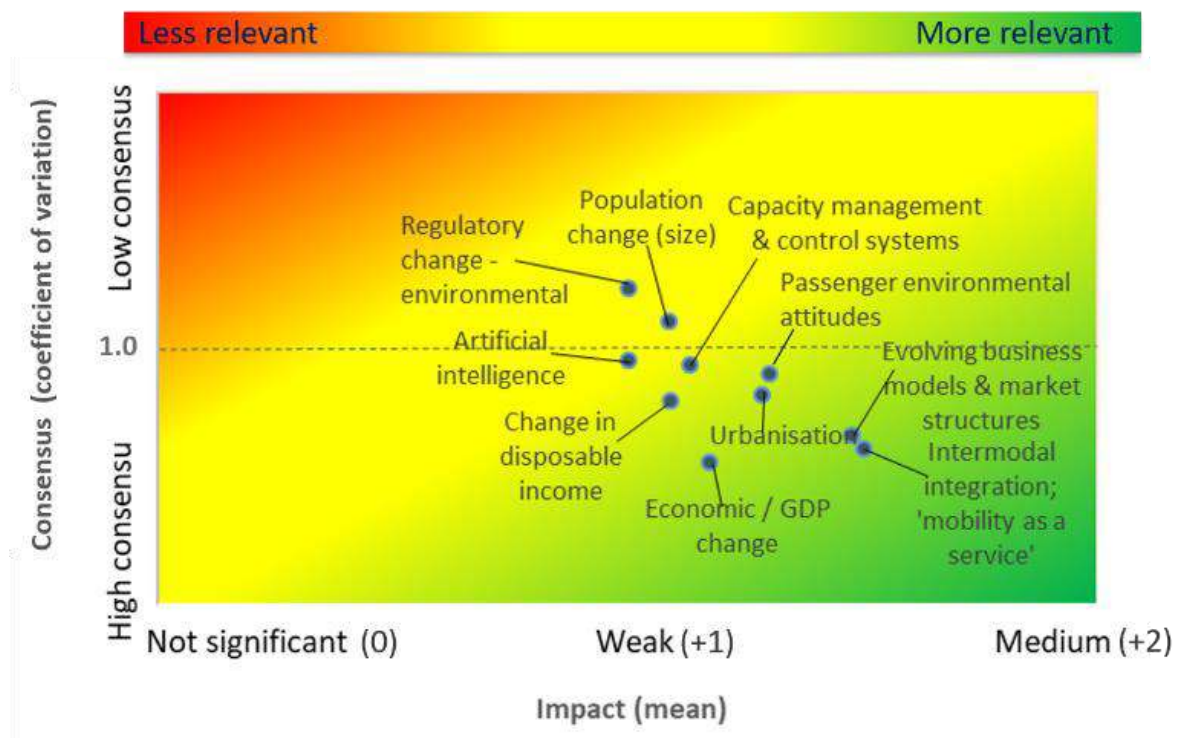 Less relevant
More relevant
Consensus (coefficient of variation)
Low consensus
1.0
High consensu
Regulatory
change -
environmental
Population
change (size)
Capacity management
& control systems
Passenger environmental
attitudes
Artificial
intelligence
Evolving business
models & market
structures
Change in
disposable
income
Urbanisation
Intermodal
integration;
'mobility as a
service'
Economic / GDP
change
Not significant (0)
Weak (+1)
Medium (+2)
Impact (mean)